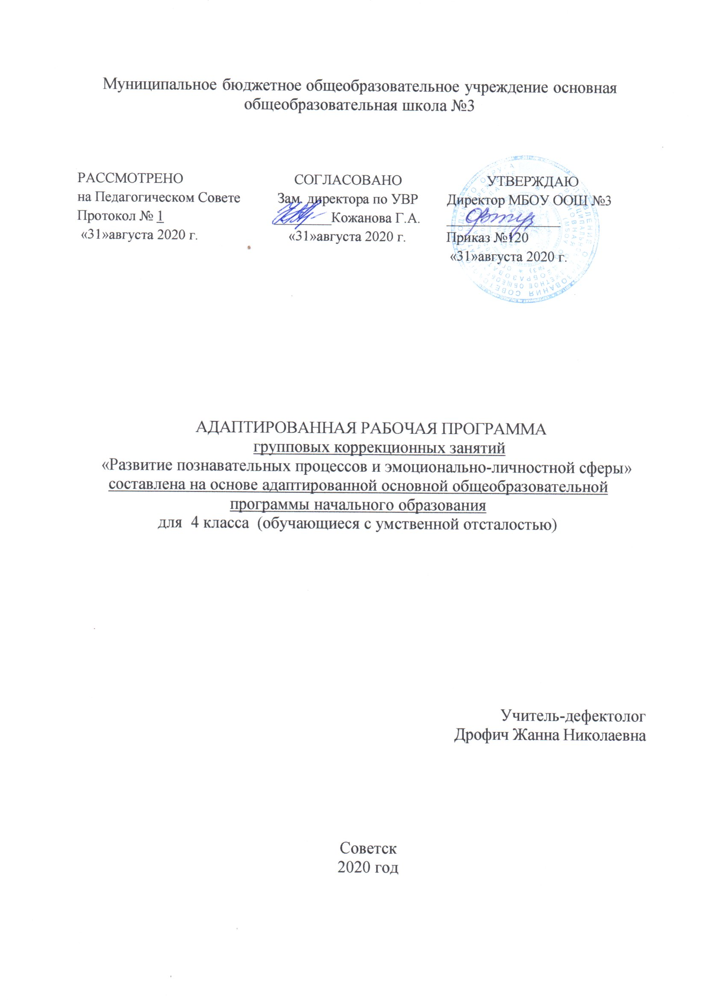 Муниципальное бюджетное общеобразовательное учреждение основная
общеобразовательная школа №3
РАССМОТРЕНО
на Педагогическом Совете
Протокол № 1
«31»августа 2020 г.
СОГЛАСОВАНО
Зам. директора по УВР
Кожанова Г.А.
«31»августа 2020 г.
УТВЕРЖДАЮ
Директор МБОУ ООШ №3
Приказ №120
«31»августа 2020 г.
АДАПТИРОВАННАЯ РАБОЧАЯ ПРОГРАММА
групповых коррекционных занятий
«Развитие познавательных процессов и эмоционально-личностной сферы»
составлена на основе адаптированной основной общеобразовательной
программы начального образования
для 4 класса (обучающиеся с умственной отсталостью)
Учитель-дефектолог
Дрофич Жанна Николаевна
Советск
2020 год